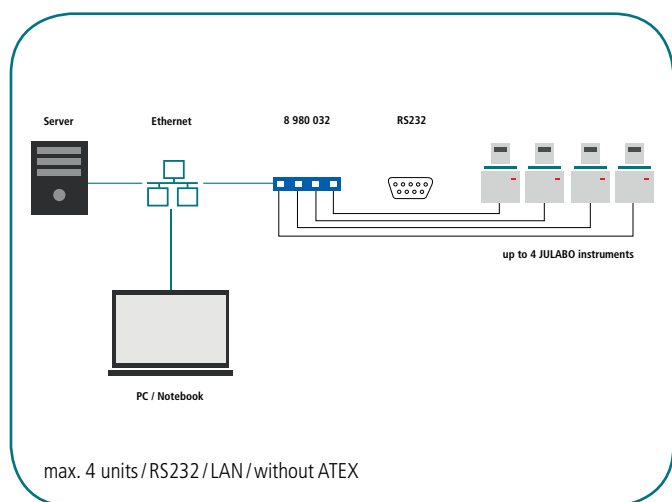 Server
Ethernet
8 980 032
RS232
up to 4 JULABO instruments
PC / Notebook
max. 4 units / RS232 / LAN / without ATEX